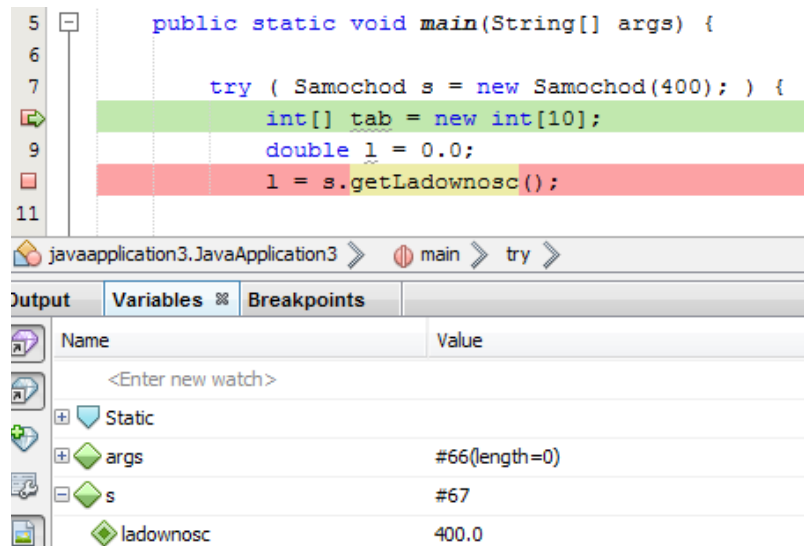 5 public static void main(String[] args) {
6
7 try ( Samochod s = new Samochod(400); ) {
int[] tab = new int[10];
9 double l = 0.0;
l = s.getLadownosc();
11
javaapplication3.JavaApplication3 main try
Output Variables Breakpoints
Name Value
<Enter new watch>
Static
args #66(length=0)
s #67
ladownosc 400.0